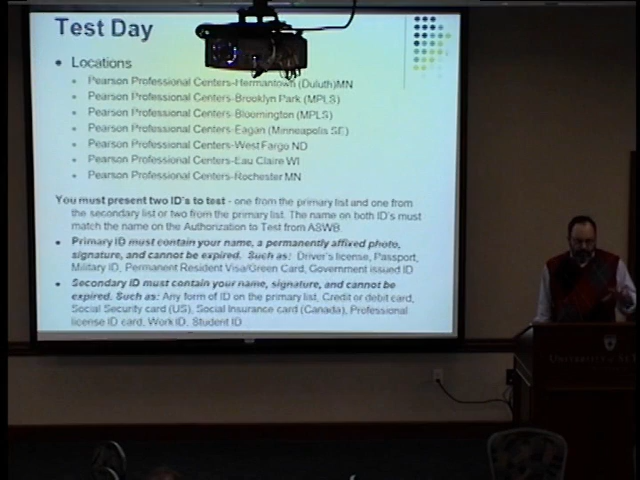 Test Day
Locations
Pearson Professional Centers-Hermantown (Duluth)MN
Pearson Professional Centers-Brooklyn Park (MPLS)
Pearson Professional Centers-Bloomington (MPLS)
Pearson Professional Centers-Eagan (Minneapolis SE)
Pearson Professional Centers-West Fargo ND
Pearson Professional Centers-Eau Claire WI
Pearson Professional Centers-Rochester MN
You must present two ID's to test - one from the primary list and one from
the secondary list or two from the primary list. The name on both ID's must
match the name on the Authorization to Test from ASWB.
Primary ID must contain your name, a permanently affixed photo,
signature, and cannot be expired. Such as: Driver's license, Passport,
Military ID, Permanent Resident Visa/Green Card, Government issued ID
Secondary ID must contain your name, signature, and cannot be
expired. Such as: Any form of ID on the primary list, Credit or debit card,
Social Security card (US), Social Insurance card (Canada), Professional
license ID card, Work ID, Student ID
UNIVERSITY